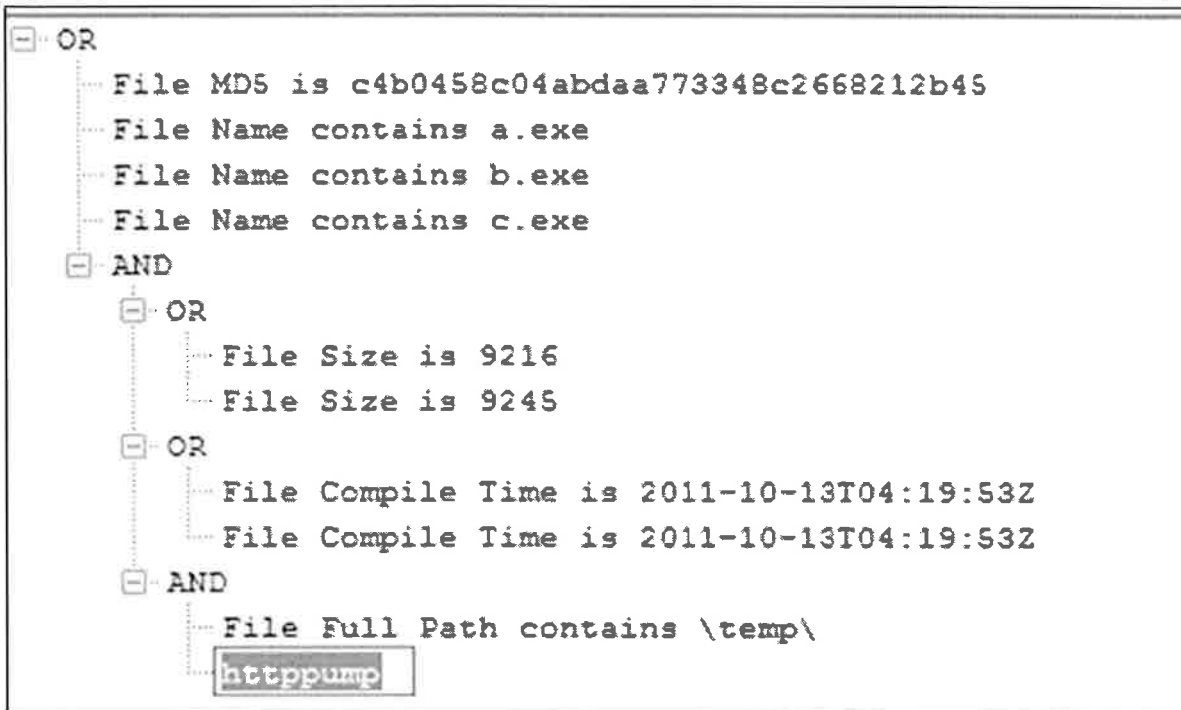 OR
File MD5 is c4b0458c04abdaa773348c2668212b45
File Name contains a.exe
File Name contains b.exe
File Name contains c.exe
AND
OR
File Size is 9216
File Size is 9245
OR
File Compile Time is 2011-10-13T04:19:53Z
File Compile Time is 2011-10-13T04:19:53Z
AND
File Full Path contains \temp\
httppump